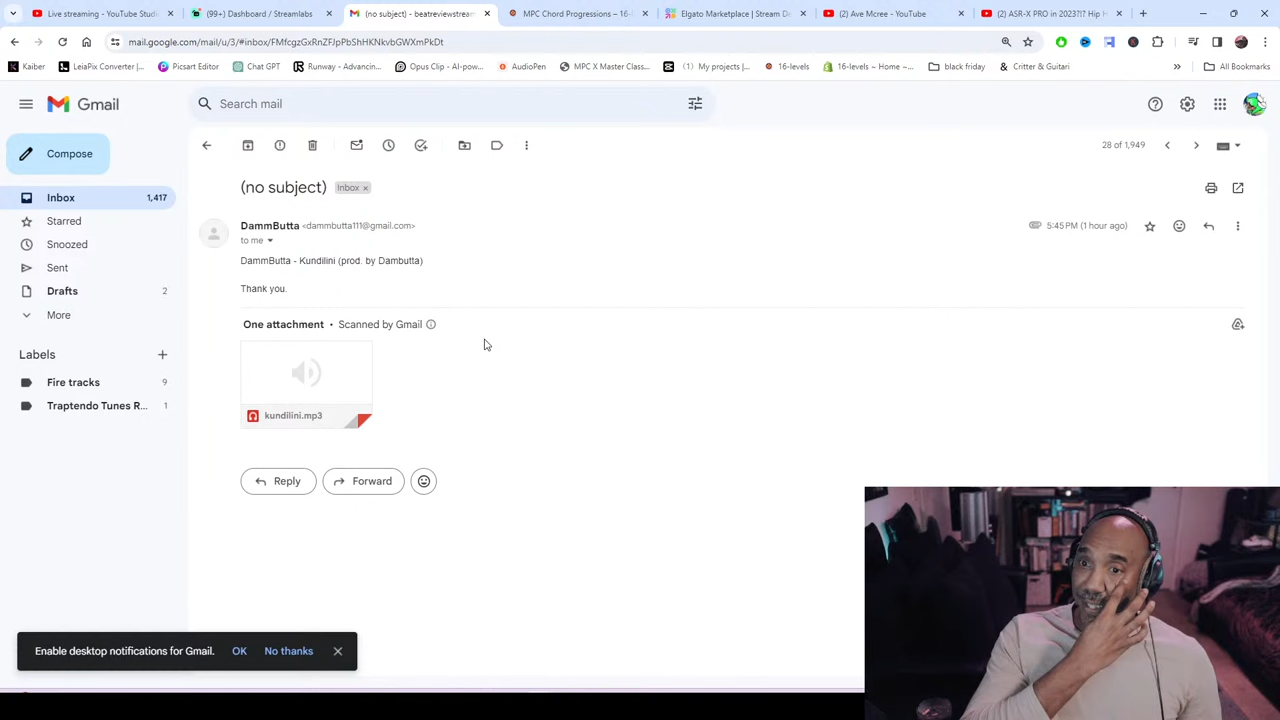 Live streaming - YouTube Studi
(99+) Dashboard / Streamlabs
(no subject) - beatreviewstream
MPC Chord Progressions – 16-l
Elgato Marketplace | Stream De
(2) Ave Mcree - YouTube
(2) ASR-X PRO in 2023?!? Hip H
mail.google.com/mail/u/3/#inbox/FMfcgzGxRnZFJpPbShHKNkvbGWXmPkDt
Kaiber
LeiaPix Converter |...
Picsart Editor
Chat GPT
Runway - Advancin...
Opus Clip - AI-pow...
AudioPen
MPC X Master Class...
(1) My projects |...
16-levels
16-levels ~ Home ~...
black friday
Critter & Guitari
»
All Bookmarks
Gmail
Search mail
Compose
28 of 1,949
Inbox 1,417
Starred
Snoozed
Sent
Drafts 2
More
Labels
Fire tracks 9
Traptendo Tunes R... 1
(no subject) Inbox x
DammButta <dammbutta111@gmail.com>
5:45 PM (1 hour ago)
to me
DammButta - Kundilini (prod. by Dambutta)
Thank you.
One attachment • Scanned by Gmail
kundilini.mp3
Reply
Forward
Enable desktop notifications for Gmail. OK No thanks